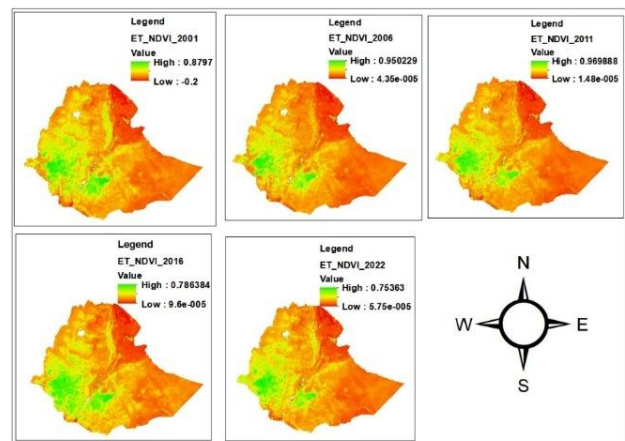 Legend
ET_NDVI_2001
Value
High : 0.8797
Low : -0.2
Legend
ET_NDVI_2006
Value
High : 0.950229
Low : 4.35e-005
Legend
ET_NDVI_2011
Value
High : 0.969888
Low : 1.48e-005
Legend
ET_NDVI_2016
Value
High : 0.786384
Low : 9.6e-005
Legend
ET_NDVI_2022
Value
High : 0.75363
Low : 5.75e-005
N
W E
S